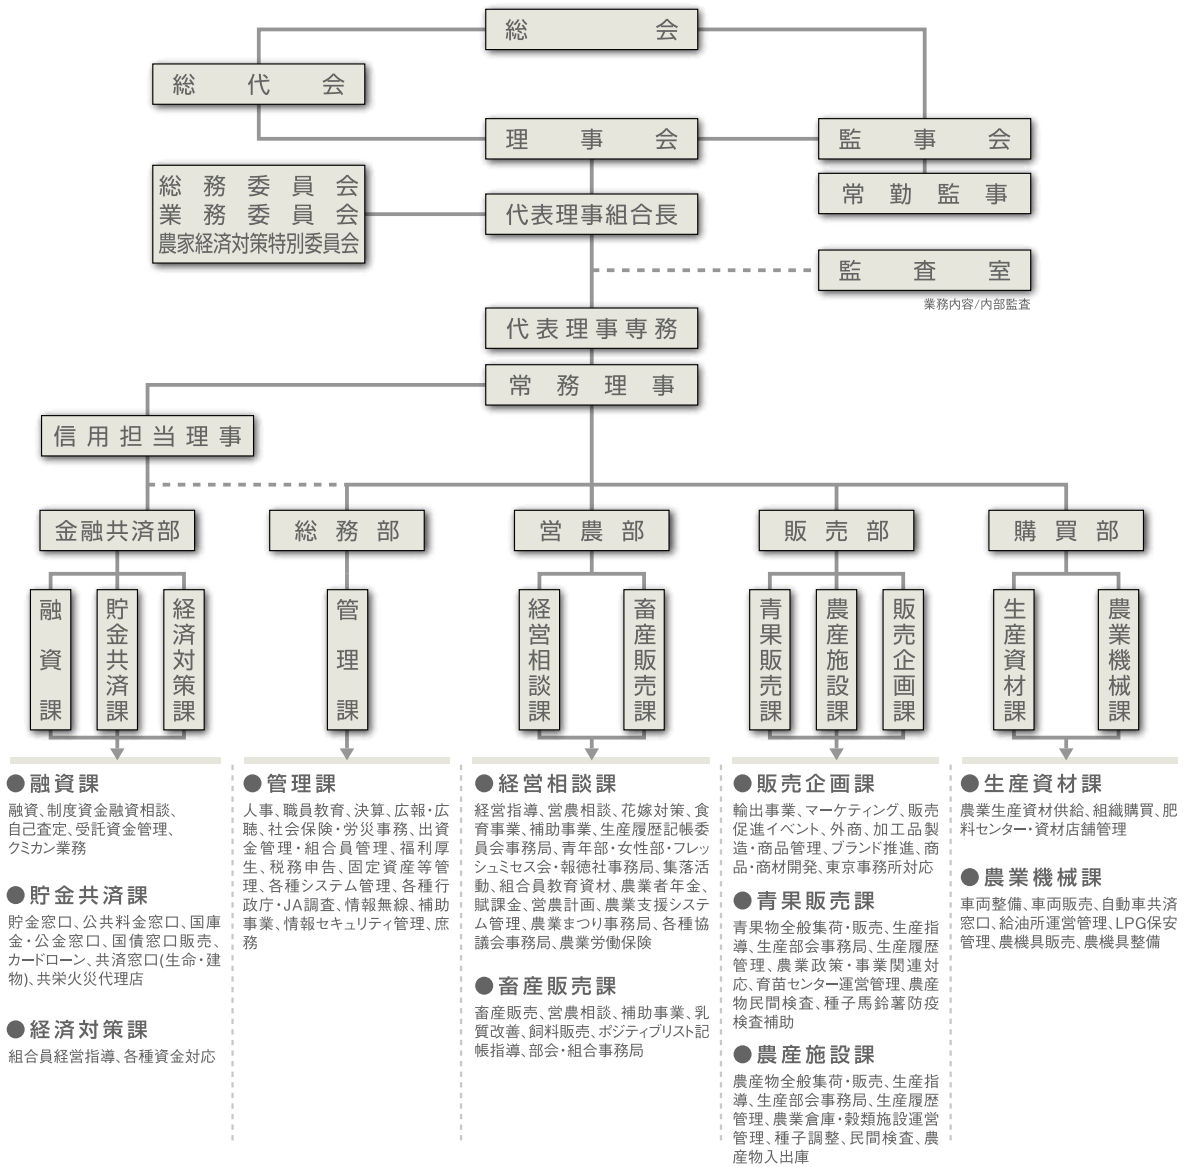 総会
総代会
理事会
監事会
常勤監事
総務委員会
業務委員会
農家経済対策特別委員会
代表理事組合長
監査室
業務内容/内部監査
代表理事専務
常務理事
信用担当理事
金融共済部
総務部
営農部
販売部
購買部
融資課
貯金共済課
経済対策課
管理課
経営相談課
畜産販売課
青果販売課
農産施設課
販売企画課
生産資材課
農業機械課
●融資課
融資、制度資金融資相談、
自己査定、受託資金管理、
クミカン業務
●貯金共済課
貯金窓口、公共料金窓口、国庫
金・公金窓口、国債窓口販売、
カードローン、共済窓口(生命・建
物)、共栄火災代理店
●経済対策課
組合員経営指導、各種資金対応
●管理課
人事、職員教育、決算、広報・広
聴、社会保険・労災事務、出資
金管理・組合員管理、福利厚
生、税務申告、固定資産等管
理、各種システム管理、各種行
政庁・JA調査、情報無線、補助
事業、情報セキュリティ管理、庶
務
●経営相談課
経営指導、営農相談、花嫁対策、食
育事業、補助事業、生産履歴記帳委
員会事務局、青年部・女性部・フレッ
シュミセス会・報徳社事務局、集落活
動、組合員教育資材、農業者年金、
賦課金、営農計画、農業支援システ
ム管理、農業まつり事務局、各種協
議会事務局、農業労働保険
●畜産販売課
畜産販売、営農相談、補助事業、乳
質改善、飼料販売、ポジティブリスト記
帳指導、部会・組合事務局
●販売企画課
輸出事業、マーケティング、販売
促進イベント、外商、加工品製
造・商品管理、ブランド推進、商
品・商材開発、東京事務所対応
●青果販売課
青果物全般集荷・販売、生産指
導、生産部会事務局、生産履歴
管理、農業政策・事業関連対
応、育苗センター運営管理、農産
物民間検査、種子馬鈴薯防疫
検査補助
●農産施設課
農産物全般集荷・販売、生産指
導、生産部会事務局、生産履歴
管理、農業倉庫・穀類施設運営
管理、種子調整、民間検査、農
産物入出庫
●生産資材課
農業生産資材供給、組織購買、肥
料センター・資材店舗管理
●農業機械課
車両整備、車両販売、自動車共済
窓口、給油所運営管理、LPG保安
管理、農機具販売、農機具整備